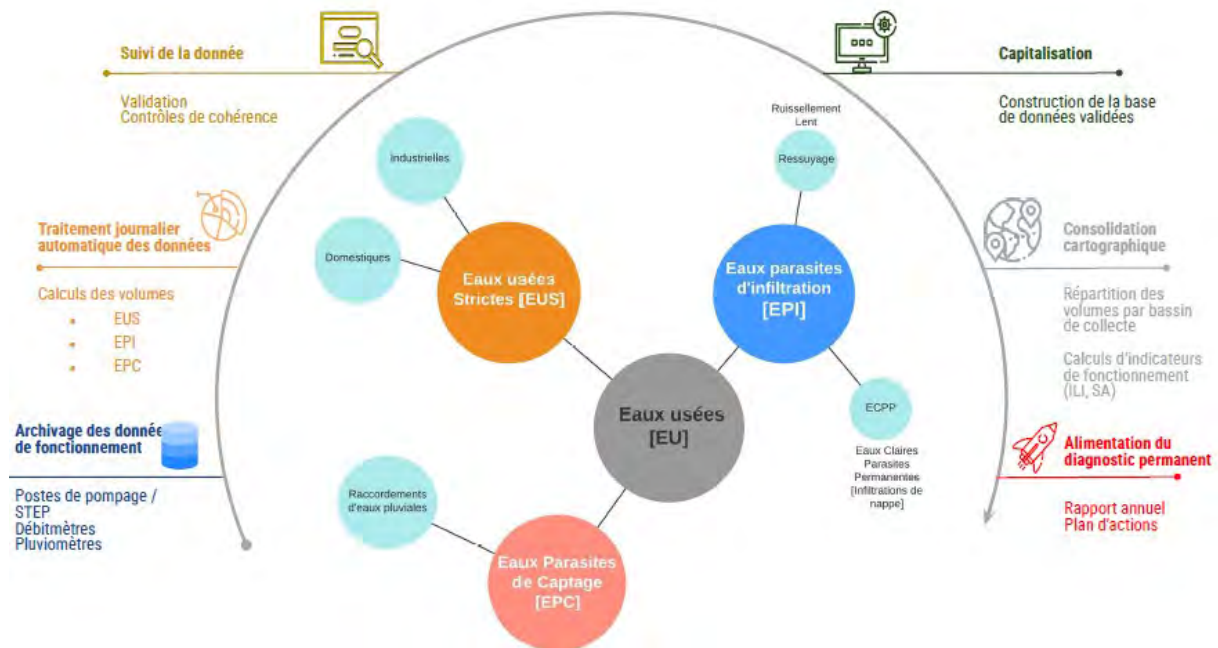 Suivi de la donnée
Validation
Contrôles de cohérence
Traitement journalier
automatique des données
Calculs des volumes
• EUS
• EPI
• EPC
Archivage des donnée
de fonctionnement
Postes de pompage /
STEP
Débitmètres
Pluviomètres
Industrielles
Domestiques
Eaux usées
Strictes [EUS]
Ruissellement
Lent
Ressuyage
Eaux parasites
d'infiltration
[EPI]
Eaux usées
[EU]
ECPP
Eaux Claires
Parasites
Permanentes
[Infiltrations de
nappe]
Raccordements
d'eaux pluviales
Eaux Parasites
de Captage
[EPC]
Capitalisation
Construction de la base
de données validées
Consolidation
cartographique
Répartition des
volumes par bassin
de collecte
Calculs d'indicateurs
de fonctionnement
(ILI, SA)
Alimentation du
diagnostic permanent
Rapport annuel
Plan d'actions